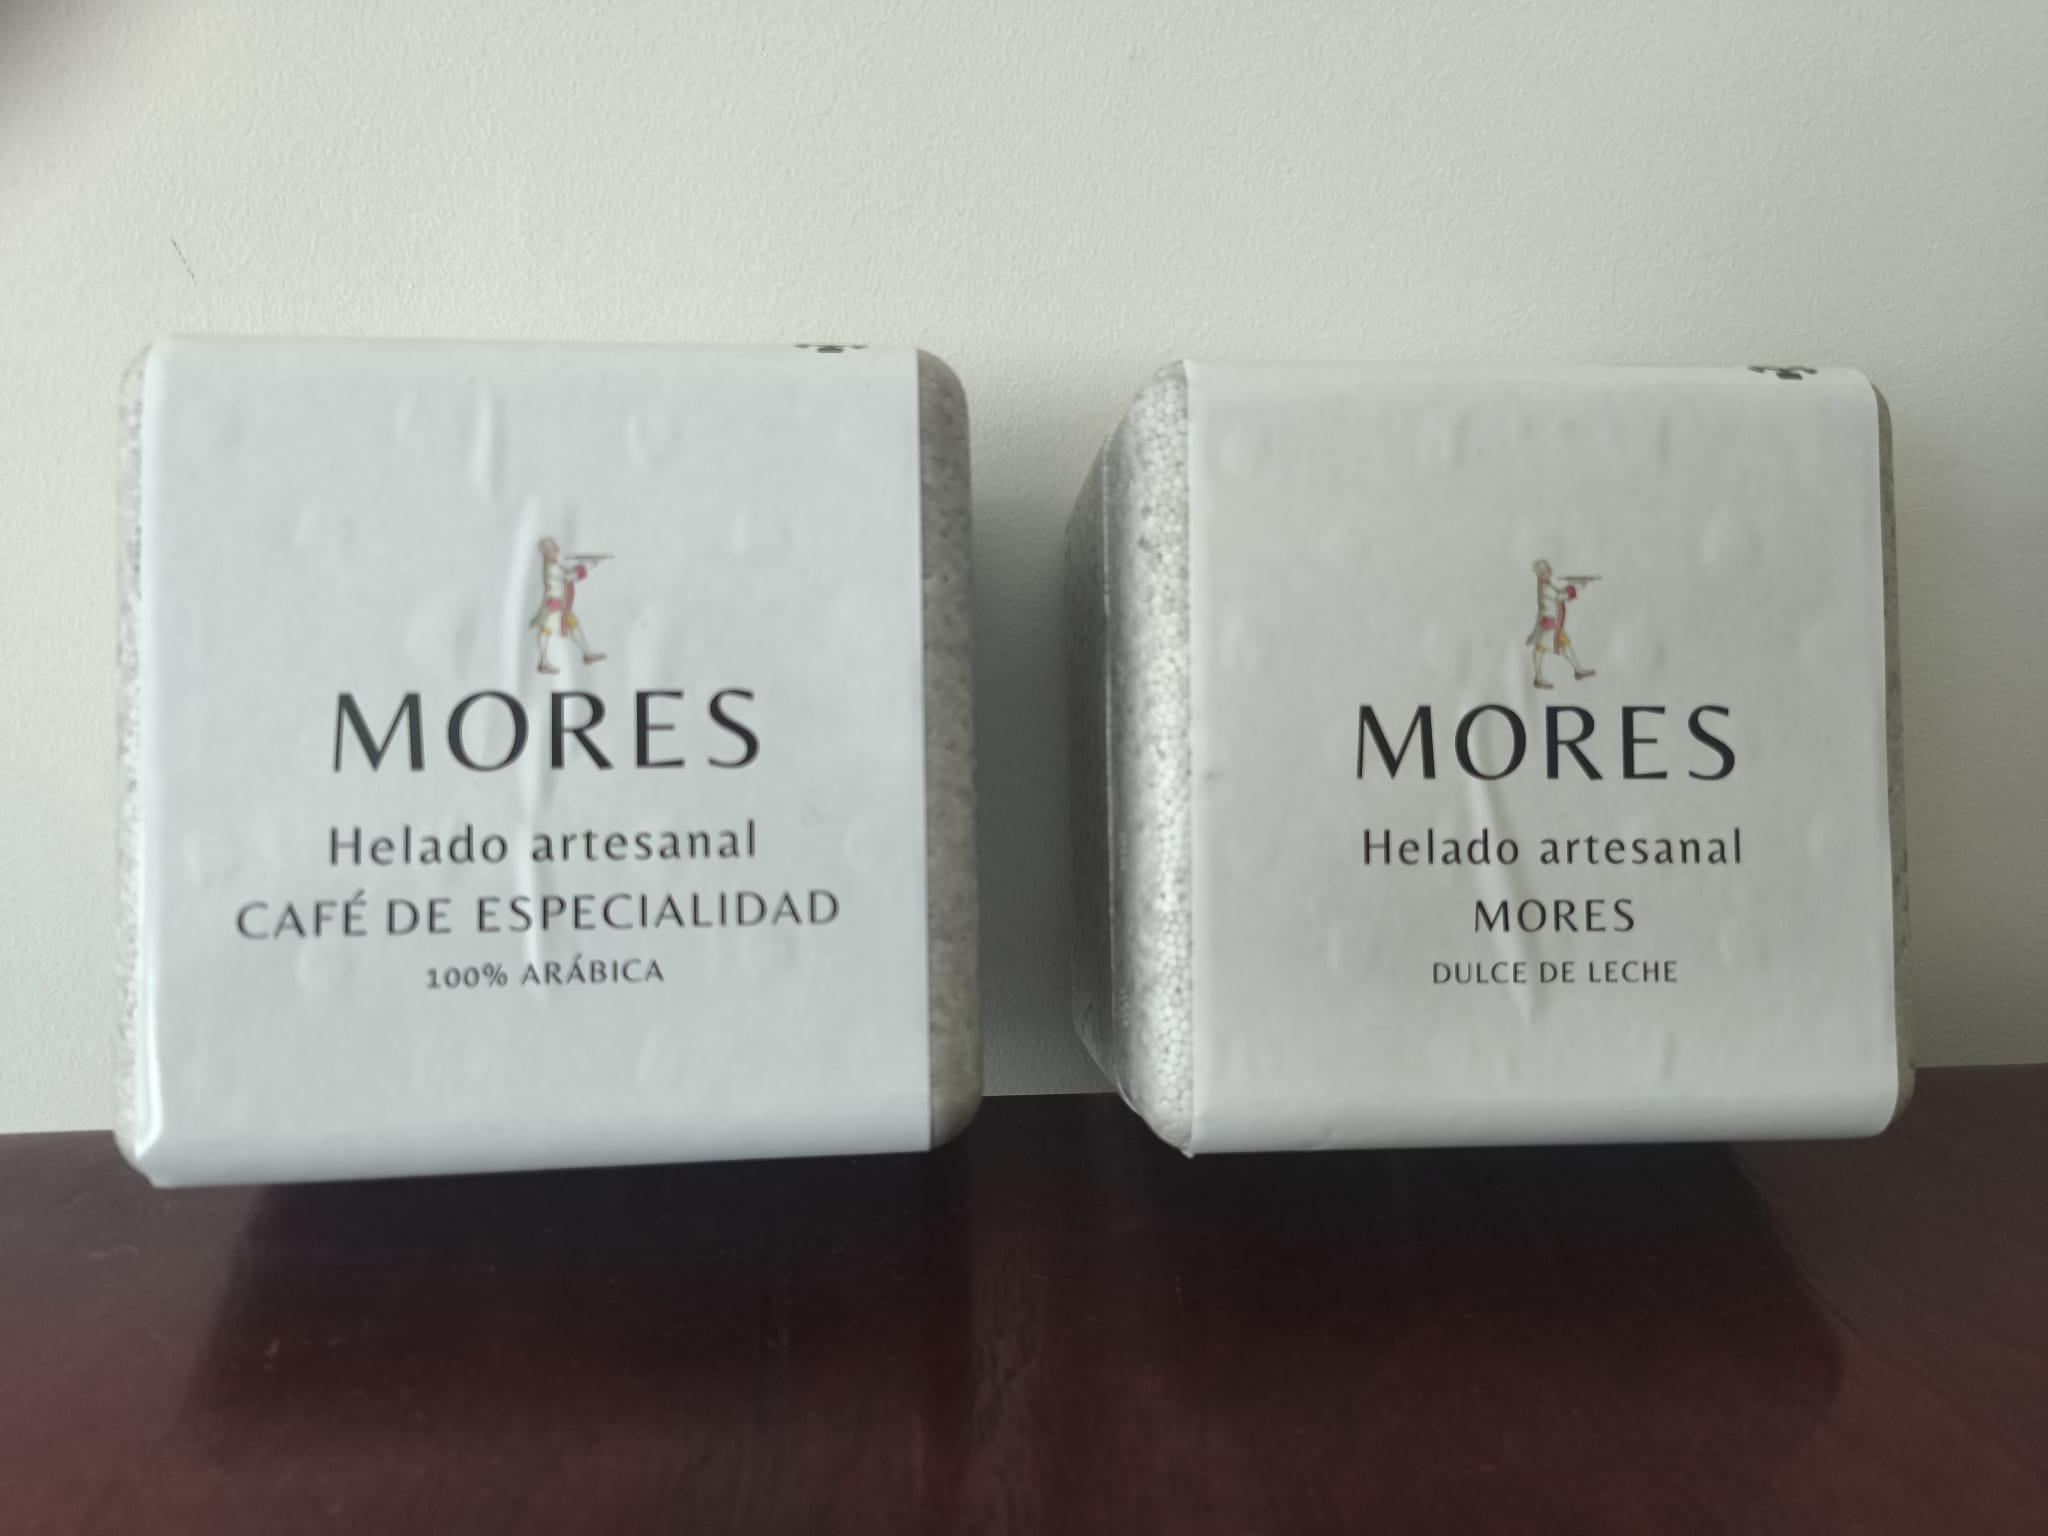 MORES
Helado artesanal
CAFÉ DE ESPECIALIDAD
100% ARÁBICA
MORES
Helado artesanal
MORES
DULCE DE LECHE